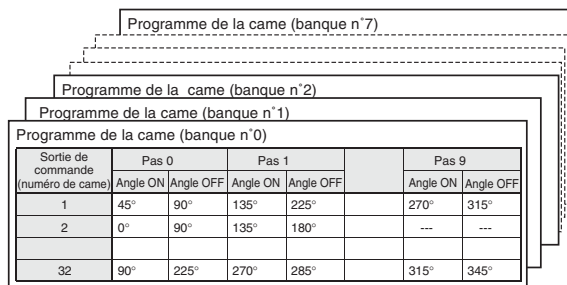 Programme de la came (banque n°7)
Programme de la came (banque n°2)
Programme de la came (banque n°1)
Programme de la came (banque n°0)
Sortie de commande (numéro de came) Pas 0 Pas 1 Pas 9
Angle ON Angle OFF Angle ON Angle OFF Angle ON Angle OFF
1 45° 90° 135° 225° 270° 315°
2 0° 90° 135° 180° --- ---
32 90° 225° 270° 285° 315° 345°